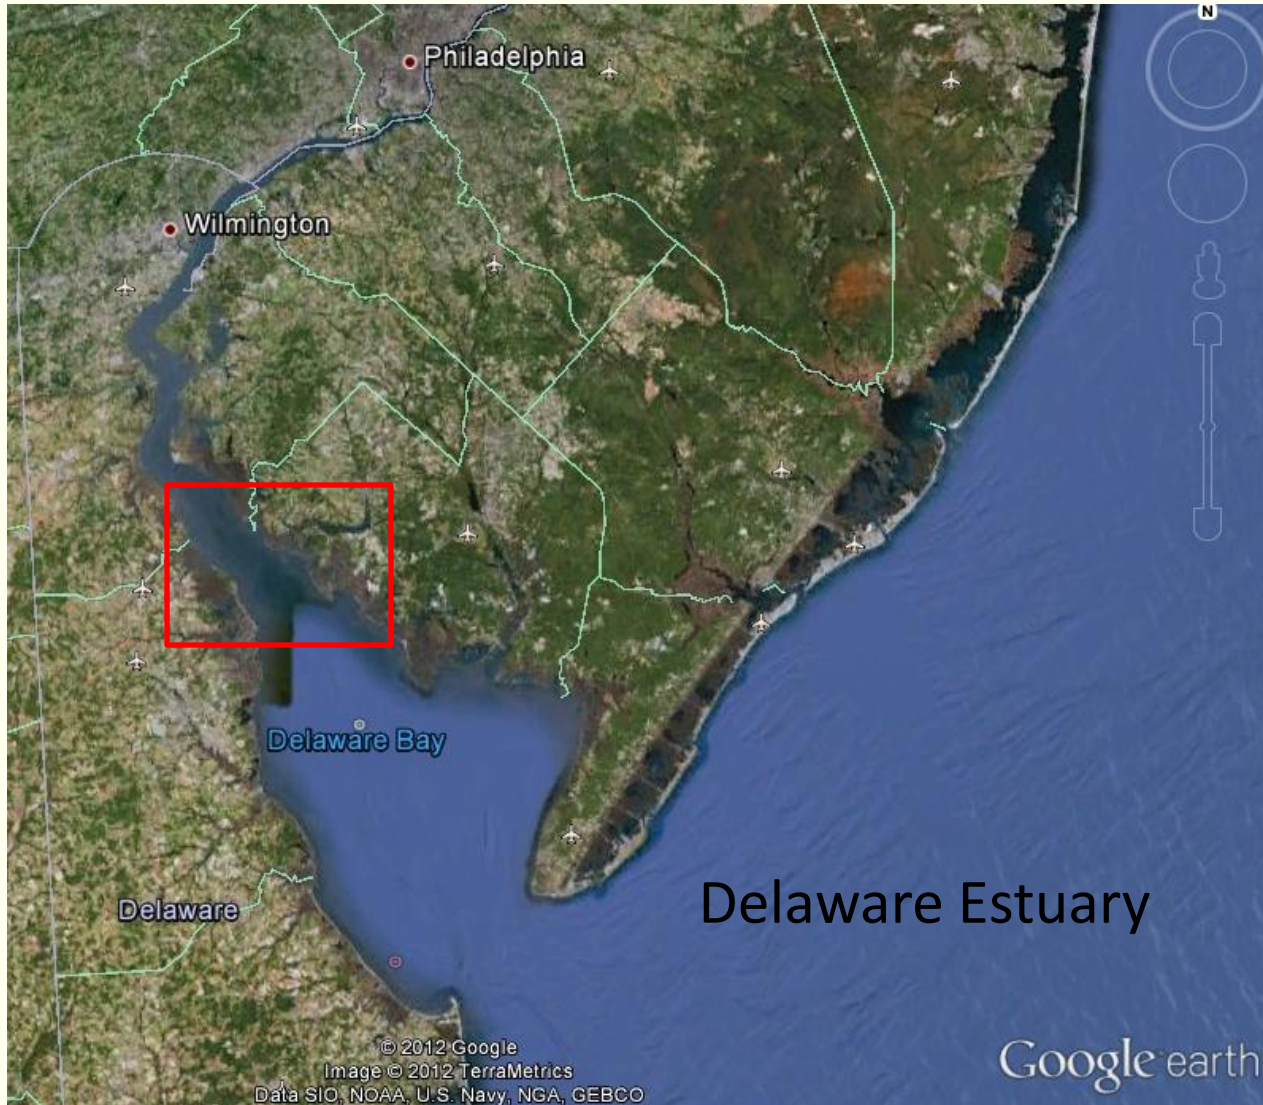 N
Philadelphia
Wilmington
Delaware Bay
Delaware
Delaware Estuary
© 2012 Google
Image © 2012 TerraMetrics
Data SIO, NOAA, U.S. Navy, NGA, GEBCO
Google earth